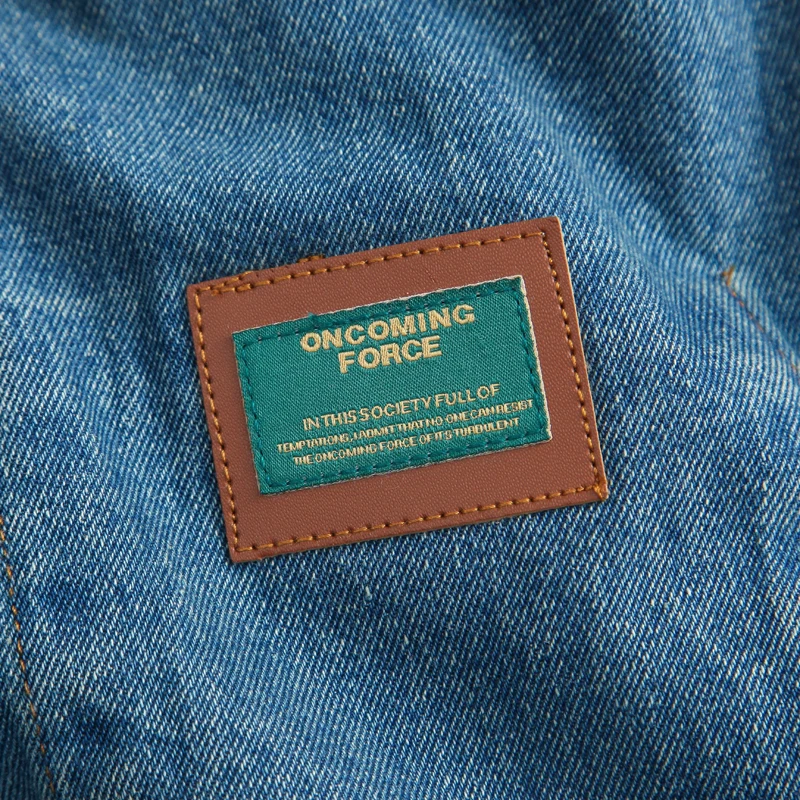 ONCOMING
FORCE
IN THIS SOCIETY FULL OF
TEMPTATIONS, I ADMIT THAT NO ONE CAN RESIST
THE ONCOMING FORCE OF IT'S TURBULENT